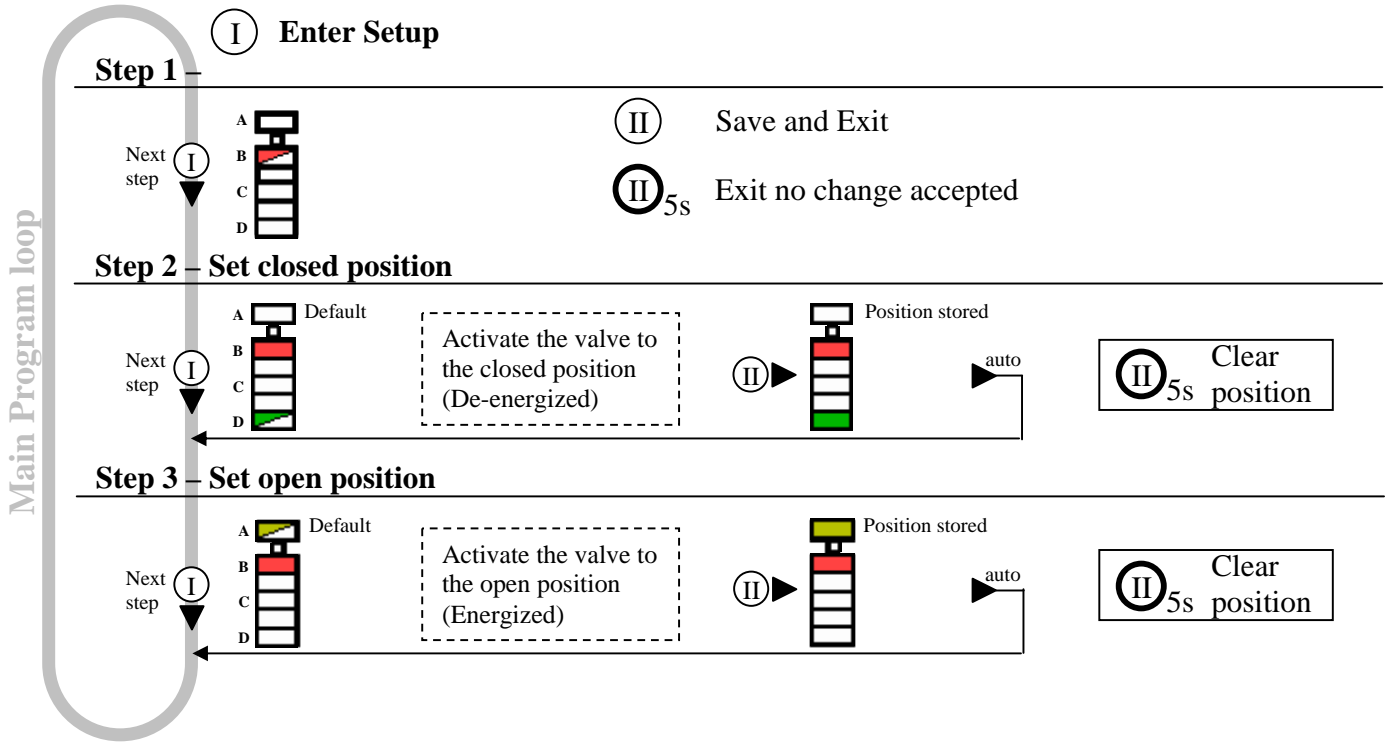 I Enter Setup
Step 1 –
A
B
C
D
Next
step
I
II Save and Exit
II 5s Exit no change accepted
Main Program loop
Step 2 – Set closed position
A
B
C
D
Default
Next
step
I
Activate the valve to
the closed position
(De-energized)
II
Position stored
auto
II 5s Clear
position
Step 3 – Set open position
A
B
C
D
Default
Next
step
I
Activate the valve to
the open position
(Energized)
II
Position stored
auto
II 5s Clear
position